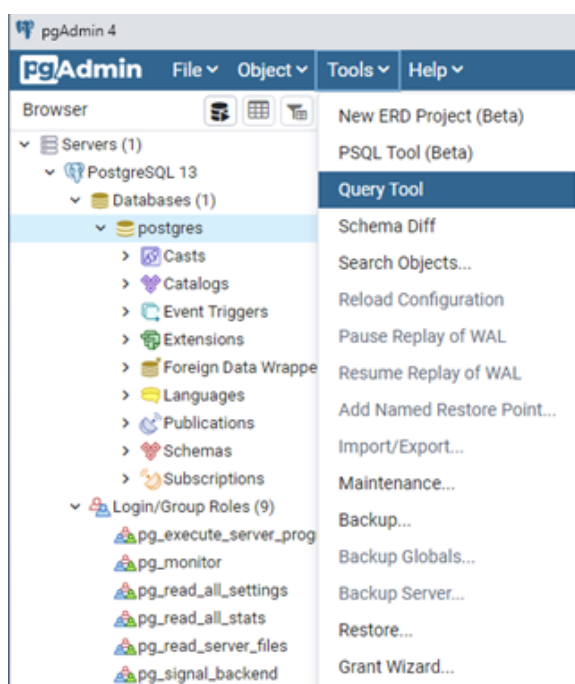 pgAdmin 4
pgAdmin File Object Tools Help
Browser
Servers (1)
PostgreSQL 13
Databases (1)
postgres
Casts
Catalogs
Event Triggers
Extensions
Foreign Data Wrappe
Languages
Publications
Schemas
Subscriptions
Login/Group Roles (9)
pg_execute_server_prog
pg_monitor
pg_read_all_settings
pg_read_all_stats
pg_read_server_files
pg_signal_backend
New ERD Project (Beta)
PSQL Tool (Beta)
Query Tool
Schema Diff
Search Objects...
Reload Configuration
Pause Replay of WAL
Resume Replay of WAL
Add Named Restore Point...
Import/Export...
Maintenance...
Backup...
Backup Globals...
Backup Server...
Restore...
Grant Wizard...